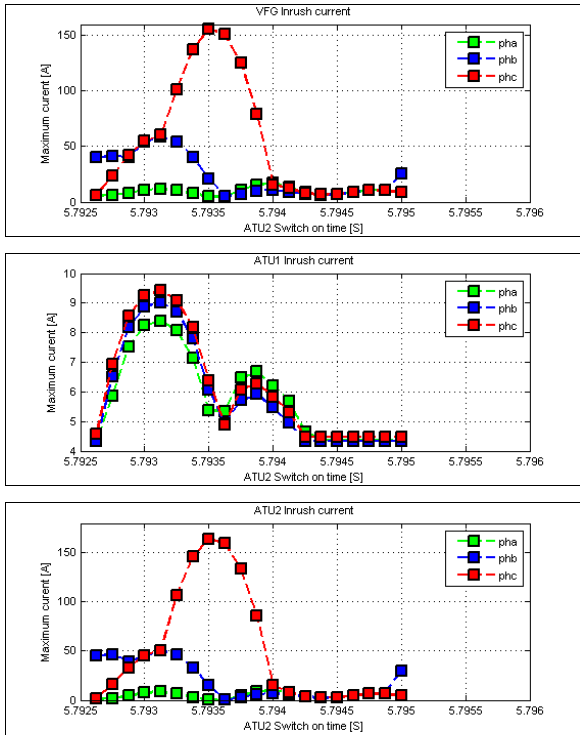 VFG Inrush current
Maximum curent [A]
150
100
50
0
pha
phb
phc
5.7925 5.793 5.7935 5.794 5.7945 5.795 5.7955 5.796
ATU2 Switch on time [S]
ATU1 Inrush current
Maximum curent [A]
10
9
8
7
6
5
4
pha
phb
phc
5.7925 5.793 5.7935 5.794 5.7945 5.795 5.7955 5.796
ATU2 Switch on time [S]
ATU2 Inrush current
Maximum curent [A]
150
100
50
0
pha
phb
phc
5.7925 5.793 5.7935 5.794 5.7945 5.795 5.7955 5.796
ATU2 Switch on time [S]